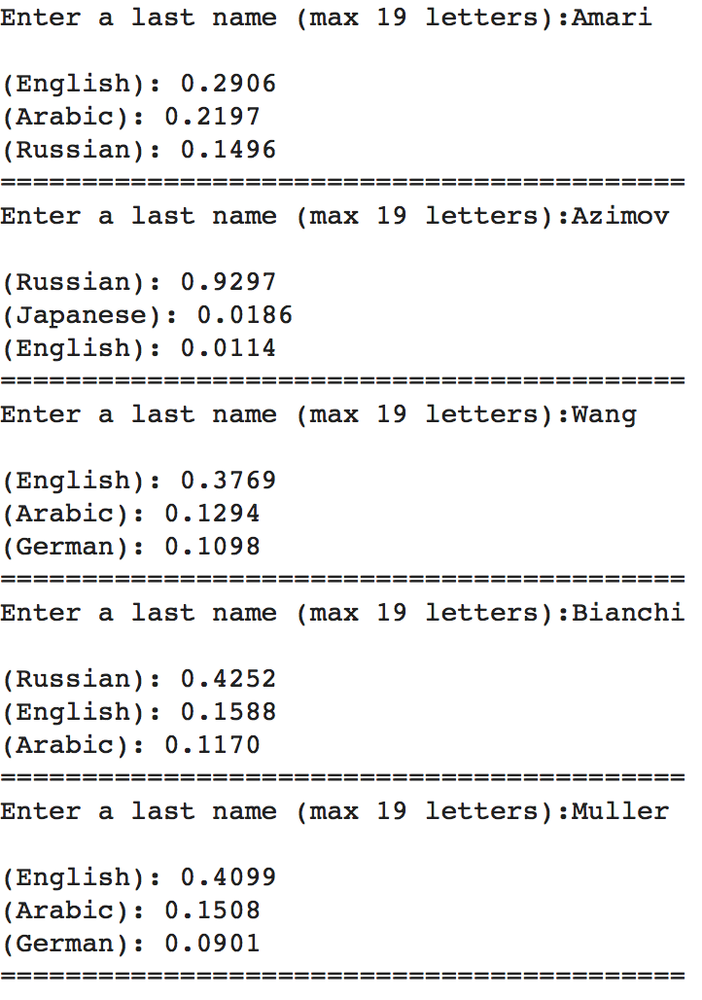 Enter a last name (max 19 letters):Amari
(English): 0.2906
(Arabic): 0.2197
(Russian): 0.1496
==========================================
Enter a last name (max 19 letters):Azimov
(Russian): 0.9297
(Japanese): 0.0186
(English): 0.0114
==========================================
Enter a last name (max 19 letters):Wang
(English): 0.3769
(Arabic): 0.1294
(German): 0.1098
==========================================
Enter a last name (max 19 letters):Bianchi
(Russian): 0.4252
(English): 0.1588
(Arabic): 0.1170
==========================================
Enter a last name (max 19 letters):Muller
(English): 0.4099
(Arabic): 0.1508
(German): 0.0901
==========================================